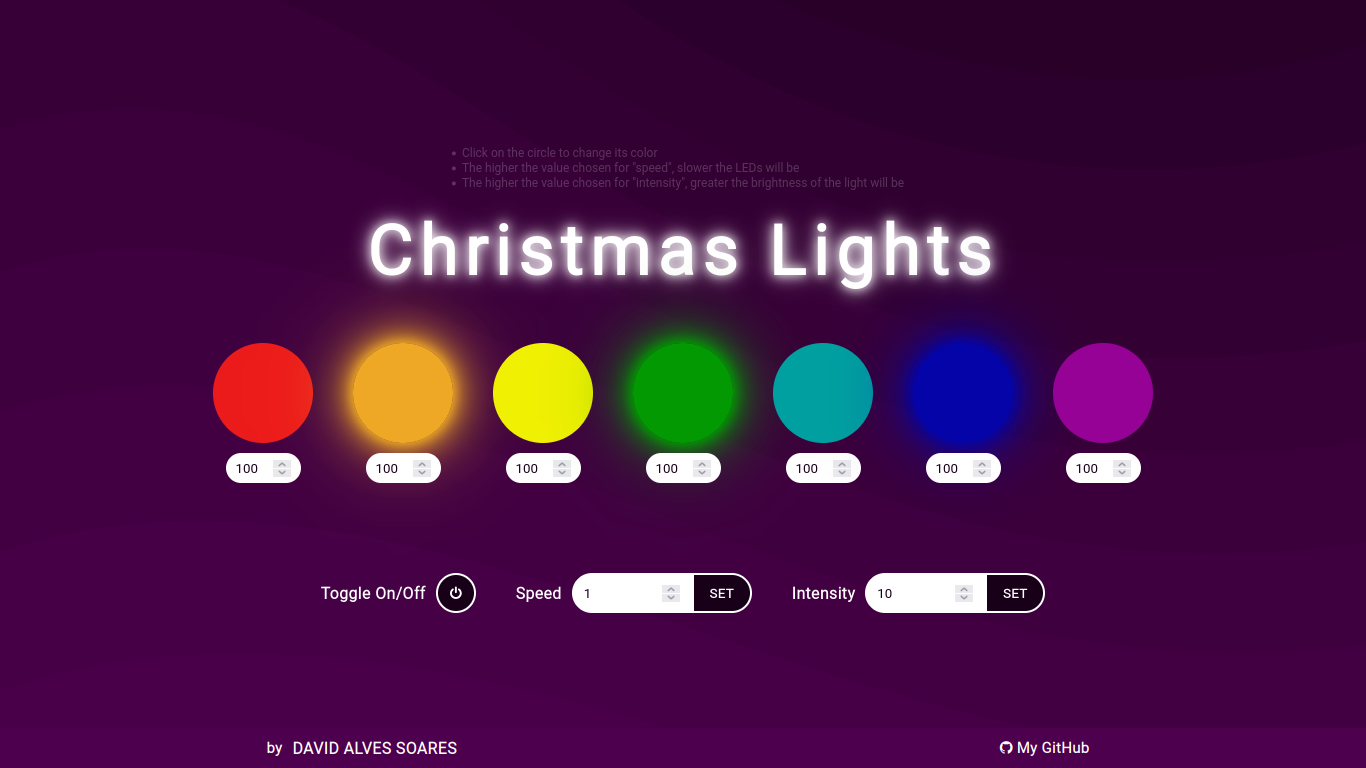 Click on the circle to change its color
The higher the value chosen for "speed", slower the LEDs will be
The higher the value chosen for "intensity", greater the brightness of the light will be
Christmas Lights
100 100 100 100 100 100 100
Toggle On/Off Speed 1 SET Intensity 10 SET
by DAVID ALVES SOARES My GitHub